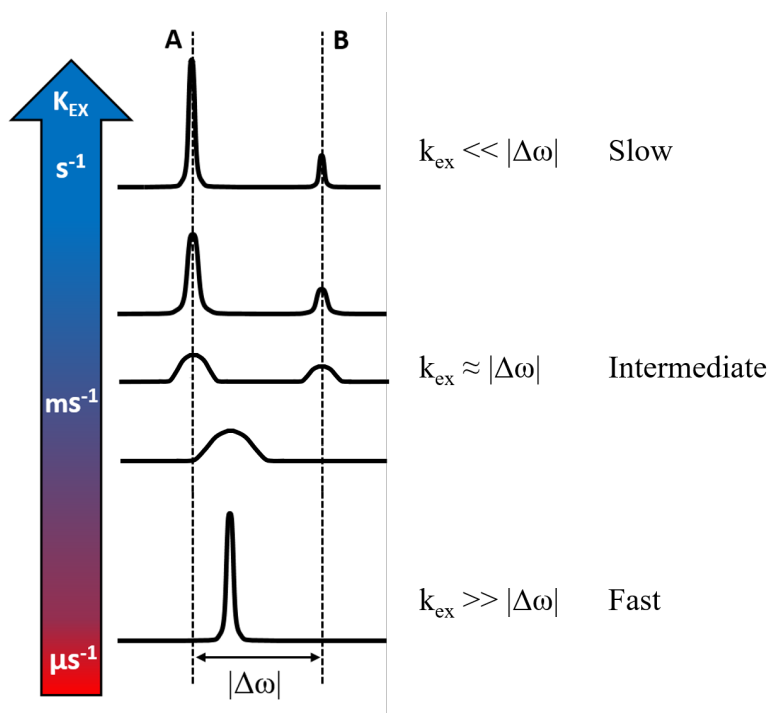 A B
K_EX
s⁻¹
k_ex << |Δω| Slow
k_ex ≈ |Δω| Intermediate
ms⁻¹
k_ex >> |Δω| Fast
μs⁻¹
|Δω|